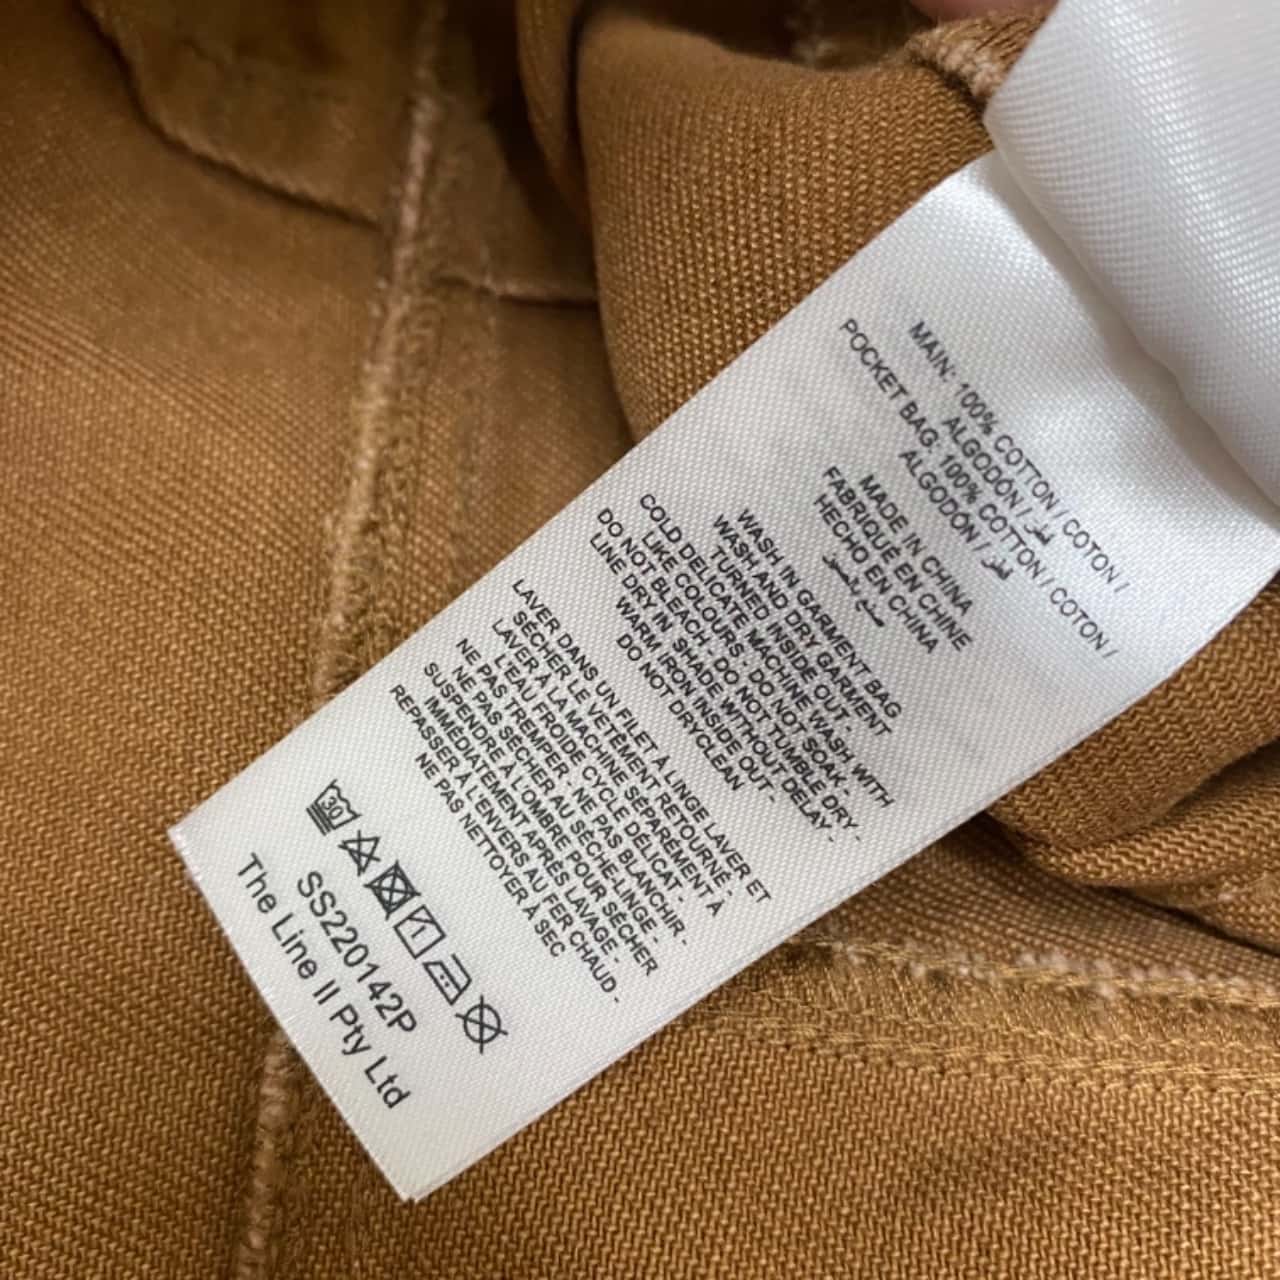 MAIN: 100% COTTON / COTON /
ALGODÓN / قطن
POCKET BAG: 100% COTTON / COTON /
ALGODÓN / قطن
MADE IN CHINA
FABRIQUÉ EN CHINE
HECHO EN CHINA
صنع بالصين
WASH IN GARMENT BAG
WASH AND DRY GARMENT
TURNED INSIDE OUT -
COLD DELICATE MACHINE WASH WITH
LIKE COLOURS - DO NOT SOAK -
DO NOT BLEACH - DO NOT TUMBLE DRY -
LINE DRY IN SHADE WITHOUT DELAY -
WARM IRON INSIDE OUT -
DO NOT DRYCLEAN
LAVER DANS UN FILET À LINGE LAVER ET
SÉCHER LE VETÊMENT RETOURNÉ -
LAVER À LA MACHINE SÉPARÉMENT À
L'EAU FROIDE CYCLE DÉLICAT -
NE PAS TREMPER - NE PAS BLANCHIR -
NE PAS SÉCHER AU SÈCHE-LINGE -
SUSPENDRE À L'OMBRE POUR SÉCHER
IMMÉDIATEMENT APRÈS LAVAGE -
REPASSER À L'ENVERS AU FER CHAUD -
NE PAS NETTOYER À SEC
30
SS220142P
The Line II Pty Ltd